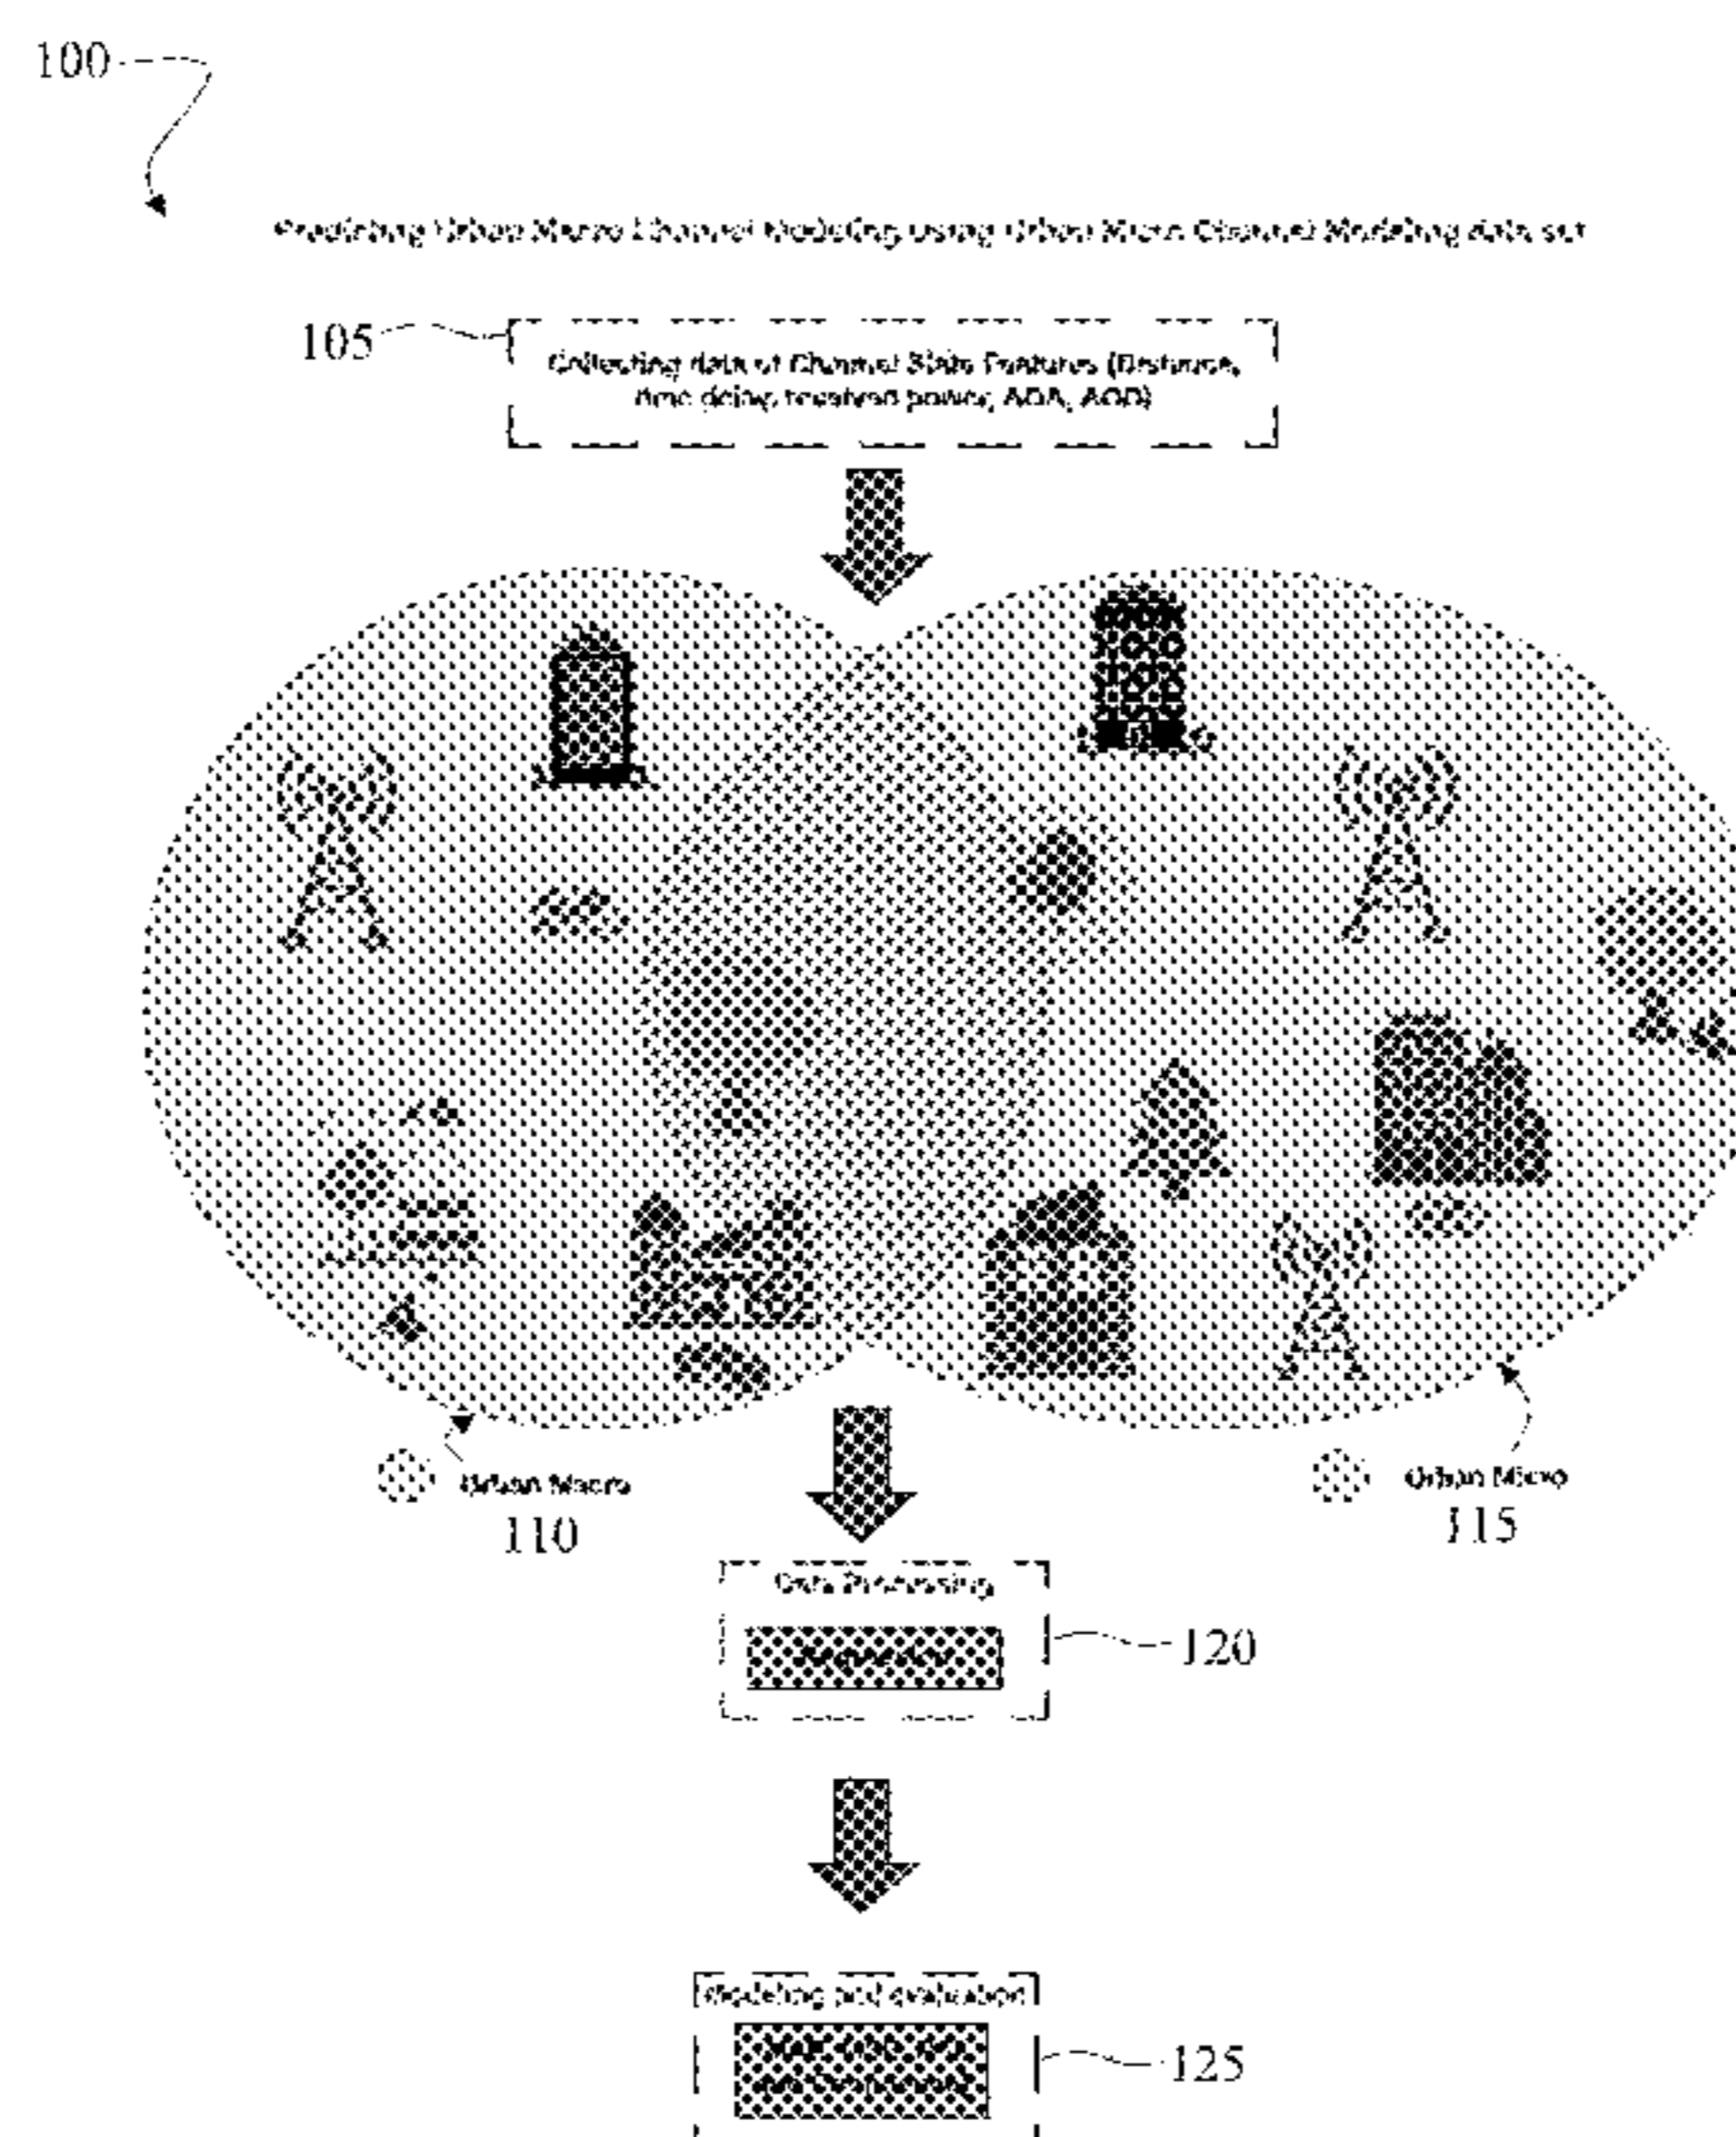 100
Predicting Urban Macro Channel Modeling using Urban Micro Channel Modeling data set
105
Collecting data of Channel State Features (Distance,
time delay, received power, AOA, AOD)
Urban Macro
110
Urban Micro
115
Data Processing
120
Modeling and evaluation
125